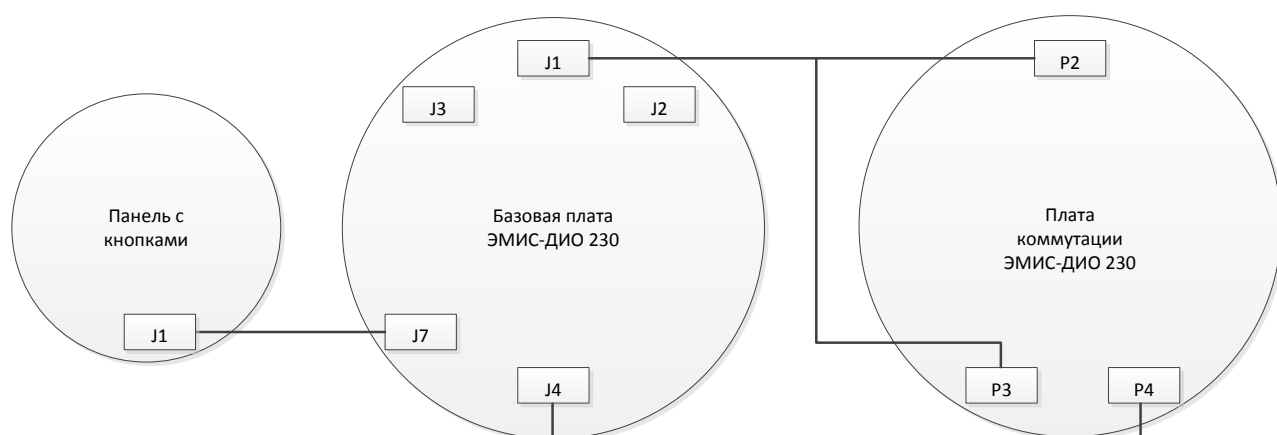 J1
P2
J3
J2
Панель с
кнопками
Базовая плата
ЭМИС-ДИО 230
Плата
коммутации
ЭМИС-ДИО 230
J1
J7
J4
P3
P4